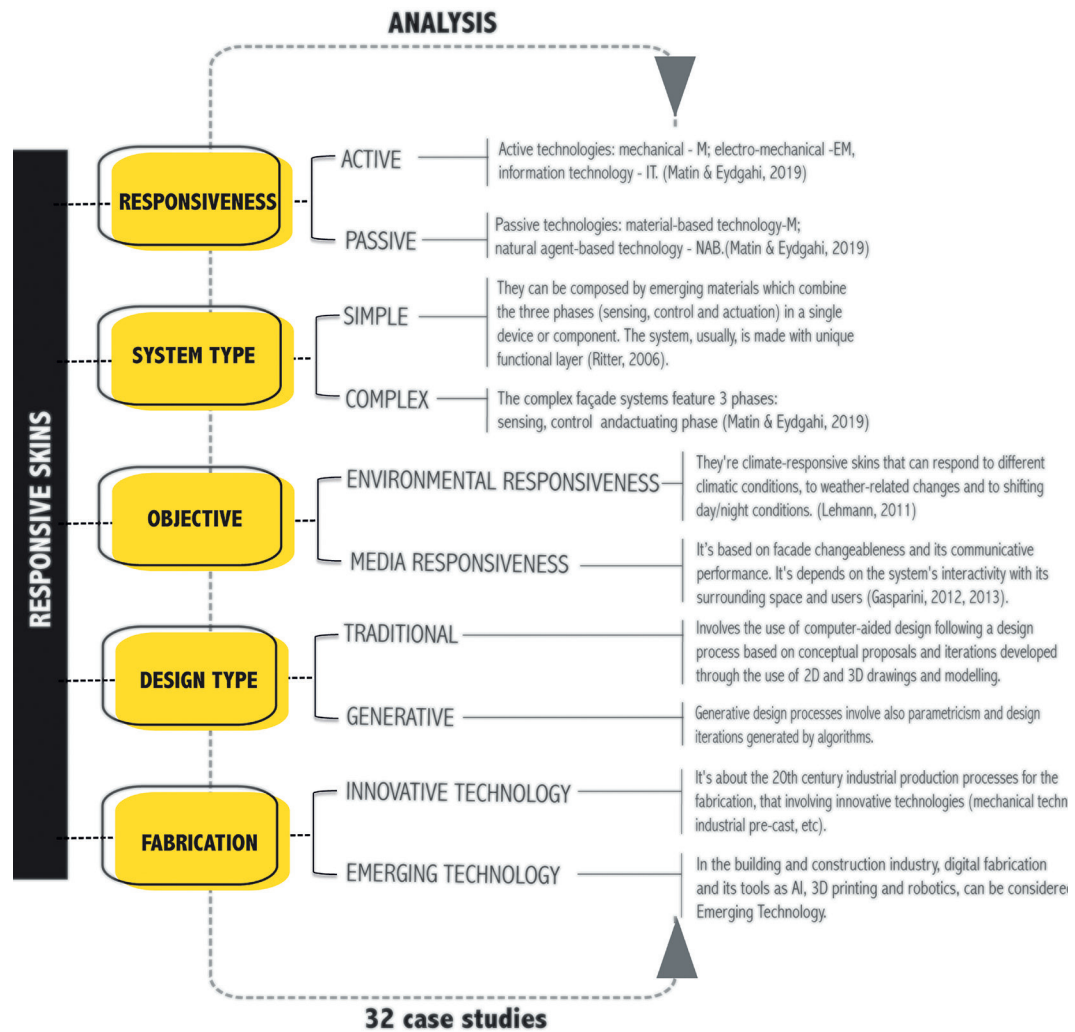 ANALYSIS
RESPONSIVE SKINS
RESPONSIVENESS
ACTIVE
Active technologies: mechanical - M; electro-mechanical -EM,
information technology - IT. (Matin & Eydgahi, 2019)
PASSIVE
Passive technologies: material-based technology-M;
natural agent-based technology - NAB.(Matin & Eydgahi, 2019)
SYSTEM TYPE
SIMPLE
They can be composed by emerging materials which combine
the three phases (sensing, control and actuation) in a single
device or component. The system, usually, is made with unique
functional layer (Ritter, 2006).
COMPLEX
The complex façade systems feature 3 phases:
sensing, control andactuating phase (Matin & Eydgahi, 2019)
OBJECTIVE
ENVIRONMENTAL RESPONSIVENESS
They're climate-responsive skins that can respond to different
climatic conditions, to weather-related changes and to shifting
day/night conditions. (Lehmann, 2011)
MEDIA RESPONSIVENESS
It's based on facade changeableness and its communicative
performance. It's depends on the system's interactivity with its
surrounding space and users (Gasparini, 2012, 2013).
DESIGN TYPE
TRADITIONAL
Involves the use of computer-aided design following a design
process based on conceptual proposals and iterations developed
through the use of 2D and 3D drawings and modelling.
GENERATIVE
Generative design processes involve also parametricism and design
iterations generated by algorithms.
FABRICATION
INNOVATIVE TECHNOLOGY
It's about the 20th century industrial production processes for the
fabrication, that involving innovative technologies (mechanical techn
industrial pre-cast, etc).
EMERGING TECHNOLOGY
In the building and construction industry, digital fabrication
and its tools as AI, 3D printing and robotics, can be considere
Emerging Technology.
32 case studies